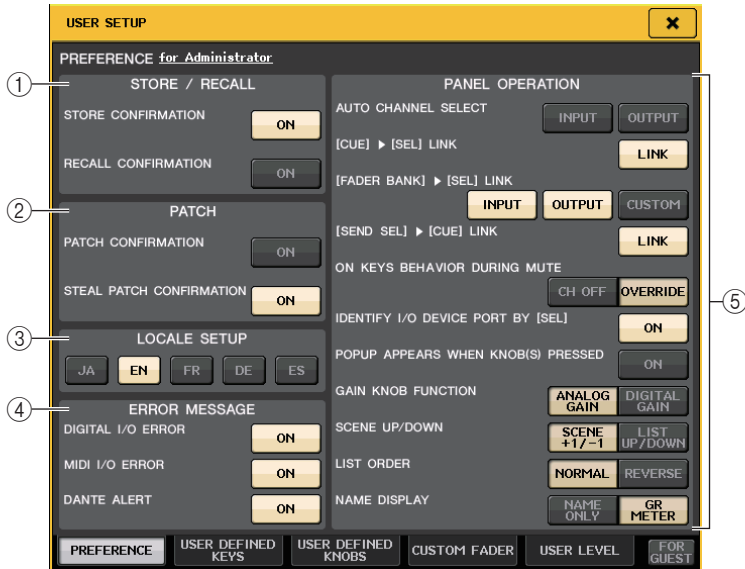 USER SETUP
PREFERENCE for Administrator
① STORE / RECALL
STORE CONFIRMATION ON
RECALL CONFIRMATION ON
② PATCH
PATCH CONFIRMATION ON
STEAL PATCH CONFIRMATION ON
③ LOCALE SETUP
JA EN FR DE ES
④ ERROR MESSAGE
DIGITAL I/O ERROR ON
MIDI I/O ERROR ON
DANTE ALERT ON
⑤ PANEL OPERATION
AUTO CHANNEL SELECT INPUT OUTPUT
[CUE] ▶ [SEL] LINK LINK
[FADER BANK] ▶ [SEL] LINK
INPUT OUTPUT CUSTOM
[SEND SEL] ▶ [CUE] LINK LINK
ON KEYS BEHAVIOR DURING MUTE
CH OFF OVERRIDE
IDENTIFY I/O DEVICE PORT BY [SEL] ON
POPUP APPEARS WHEN KNOB(S) PRESSED ON
GAIN KNOB FUNCTION ANALOG GAIN DIGITAL GAIN
SCENE UP/DOWN SCENE +1/-1 LIST UP/DOWN
LIST ORDER NORMAL REVERSE
NAME DISPLAY NAME ONLY GR METER
PREFERENCE USER DEFINED KEYS USER DEFINED KNOBS CUSTOM FADER USER LEVEL FOR GUEST